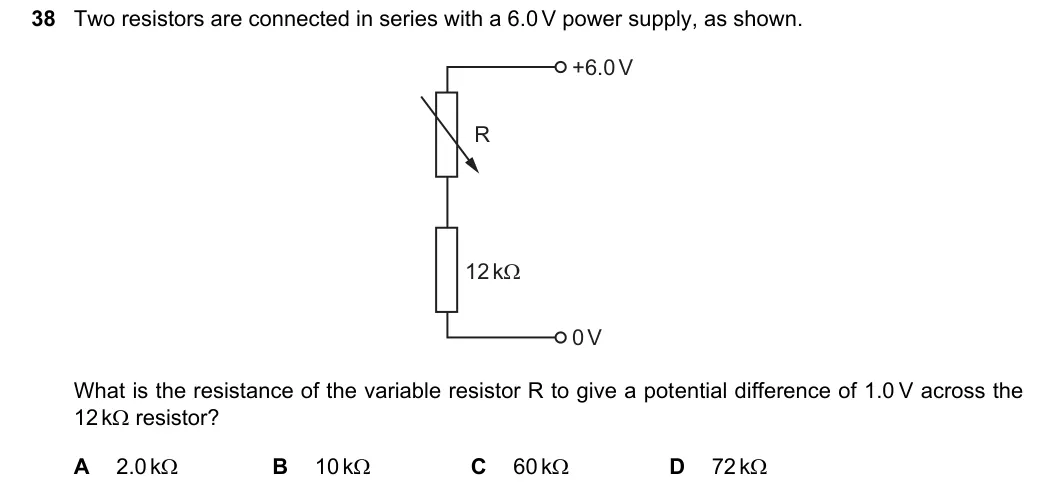 38 Two resistors are connected in series with a 6.0 V power supply, as shown.
+6.0 V
R
12 kΩ
0 V
What is the resistance of the variable resistor R to give a potential difference of 1.0 V across the
12 kΩ resistor?
A 2.0 kΩ B 10 kΩ C 60 kΩ D 72 kΩ